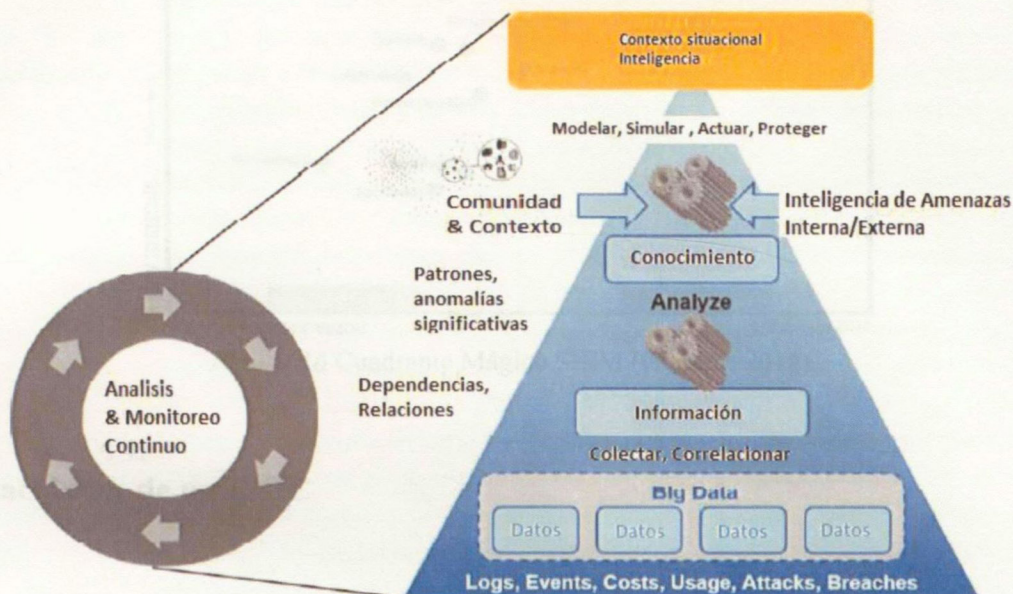 Contexto situacional
Inteligencia
Modelar, Simular , Actuar, Proteger
Comunidad
& Contexto
Inteligencia de Amenazas
Interna/Externa
Conocimiento
Patrones,
anomalías
significativas
Analyze
Dependencias,
Relaciones
Analisis
& Monitoreo
Continuo
Información
Colectar, Correlacionar
Big Data
Datos
Datos
Datos
Datos
Logs, Events, Costs, Usage, Attacks, Breaches